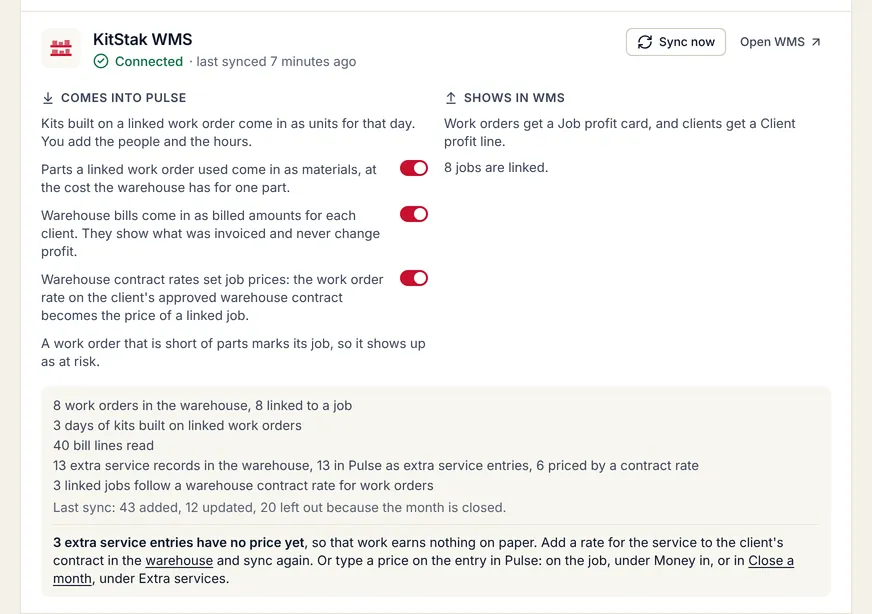 KitStak WMS
Connected · last synced 7 minutes ago
Sync now
Open WMS
COMES INTO PULSE
Kits built on a linked work order come in as units for that day.
You add the people and the hours.
Parts a linked work order used come in as materials, at
the cost the warehouse has for one part.
Warehouse bills come in as billed amounts for each
client. They show what was invoiced and never change
profit.
Warehouse contract rates set job prices: the work order
rate on the client's approved warehouse contract
becomes the price of a linked job.
A work order that is short of parts marks its job, so it shows up
as at risk.
SHOWS IN WMS
Work orders get a Job profit card, and clients get a Client
profit line.
8 jobs are linked.
8 work orders in the warehouse, 8 linked to a job
3 days of kits built on linked work orders
40 bill lines read
13 extra service records in the warehouse, 13 in Pulse as extra service entries, 6 priced by a contract rate
3 linked jobs follow a warehouse contract rate for work orders
Last sync: 43 added, 12 updated, 20 left out because the month is closed.
3 extra service entries have no price yet, so that work earns nothing on paper. Add a rate for the service to the client's
contract in the warehouse and sync again. Or type a price on the entry in Pulse: on the job, under Money in, or in Close a
month, under Extra services.